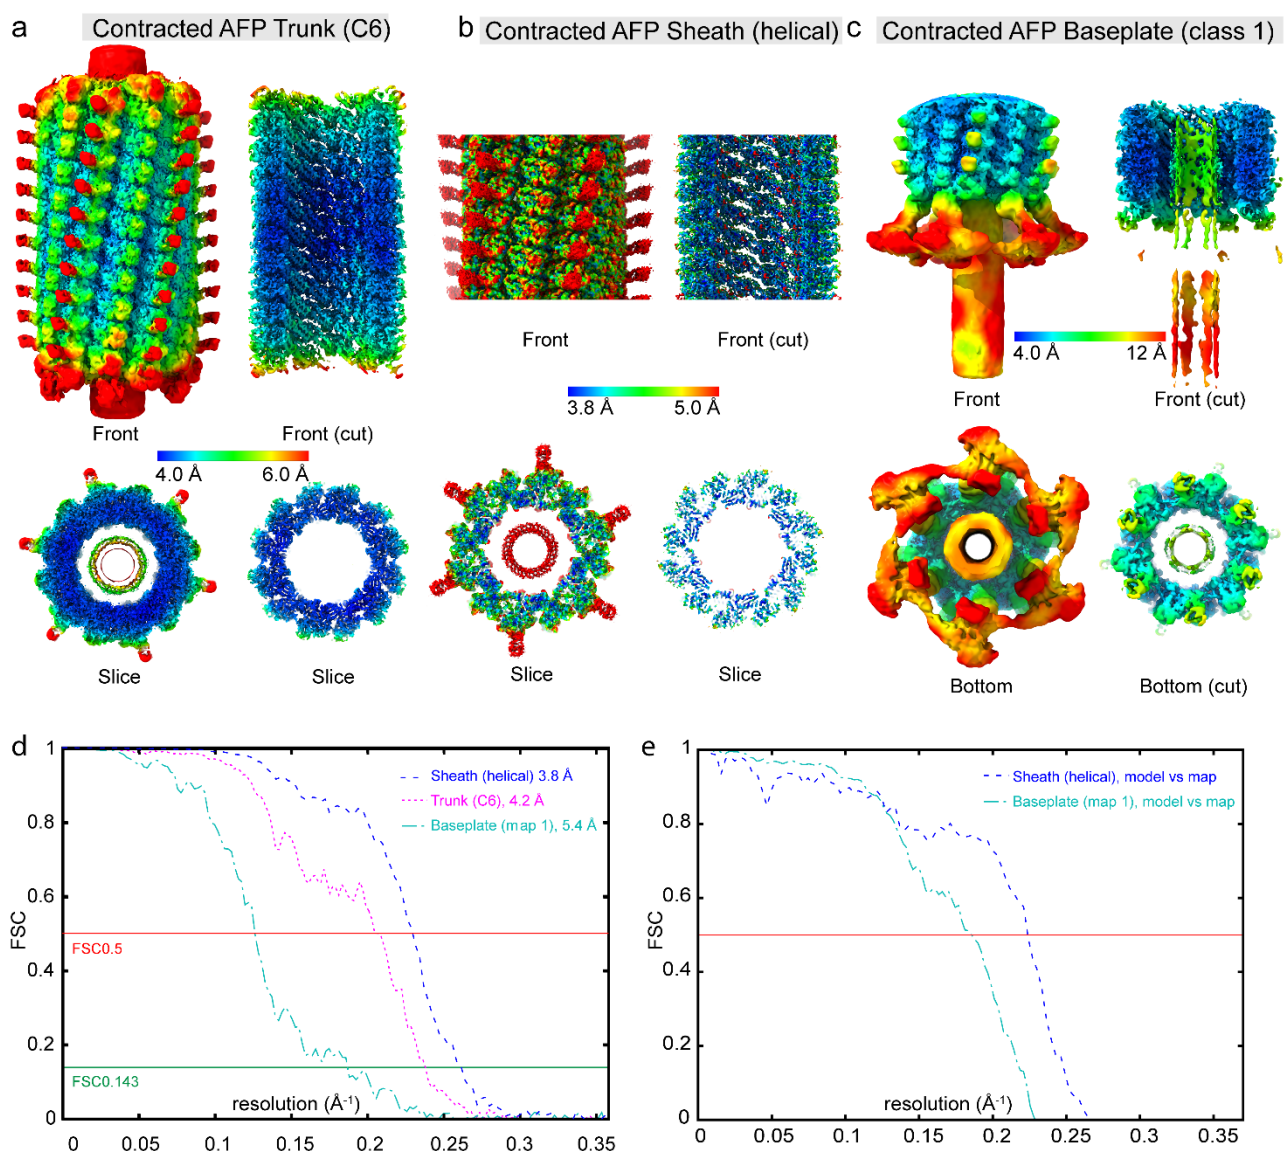 a
Contracted AFP Trunk (C6)
b
Contracted AFP Sheath (helical)
c
Contracted AFP Baseplate (class 1)
Front
Front (cut)
4.0 Å
6.0 Å
Slice
Slice
Front
Front (cut)
3.8 Å
5.0 Å
Slice
Slice
4.0 Å
12 Å
Front
Front (cut)
Bottom
Bottom (cut)
d
1
0.8
0.6
0.4
0.2
0
FSC
Sheath (helical) 3.8 Å
Trunk (C6), 4.2 Å
Baseplate (map 1), 5.4 Å
FSC0.5
FSC0.143
resolution (Å-1)
0 0.05 0.1 0.15 0.2 0.25 0.3 0.35
e
1
0.8
0.6
0.4
0.2
0
FSC
Sheath (helical), model vs map
Baseplate (map 1), model vs map
resolution (Å-1)
0 0.05 0.1 0.15 0.2 0.25 0.3 0.35